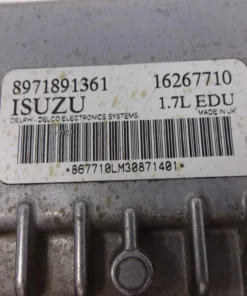 8971891361 16267710
ISUZU 1.7L EDU
DELPHI - DELCO ELECTRONICS SYSTEMS MADE IN UK
*867710LM30871401*